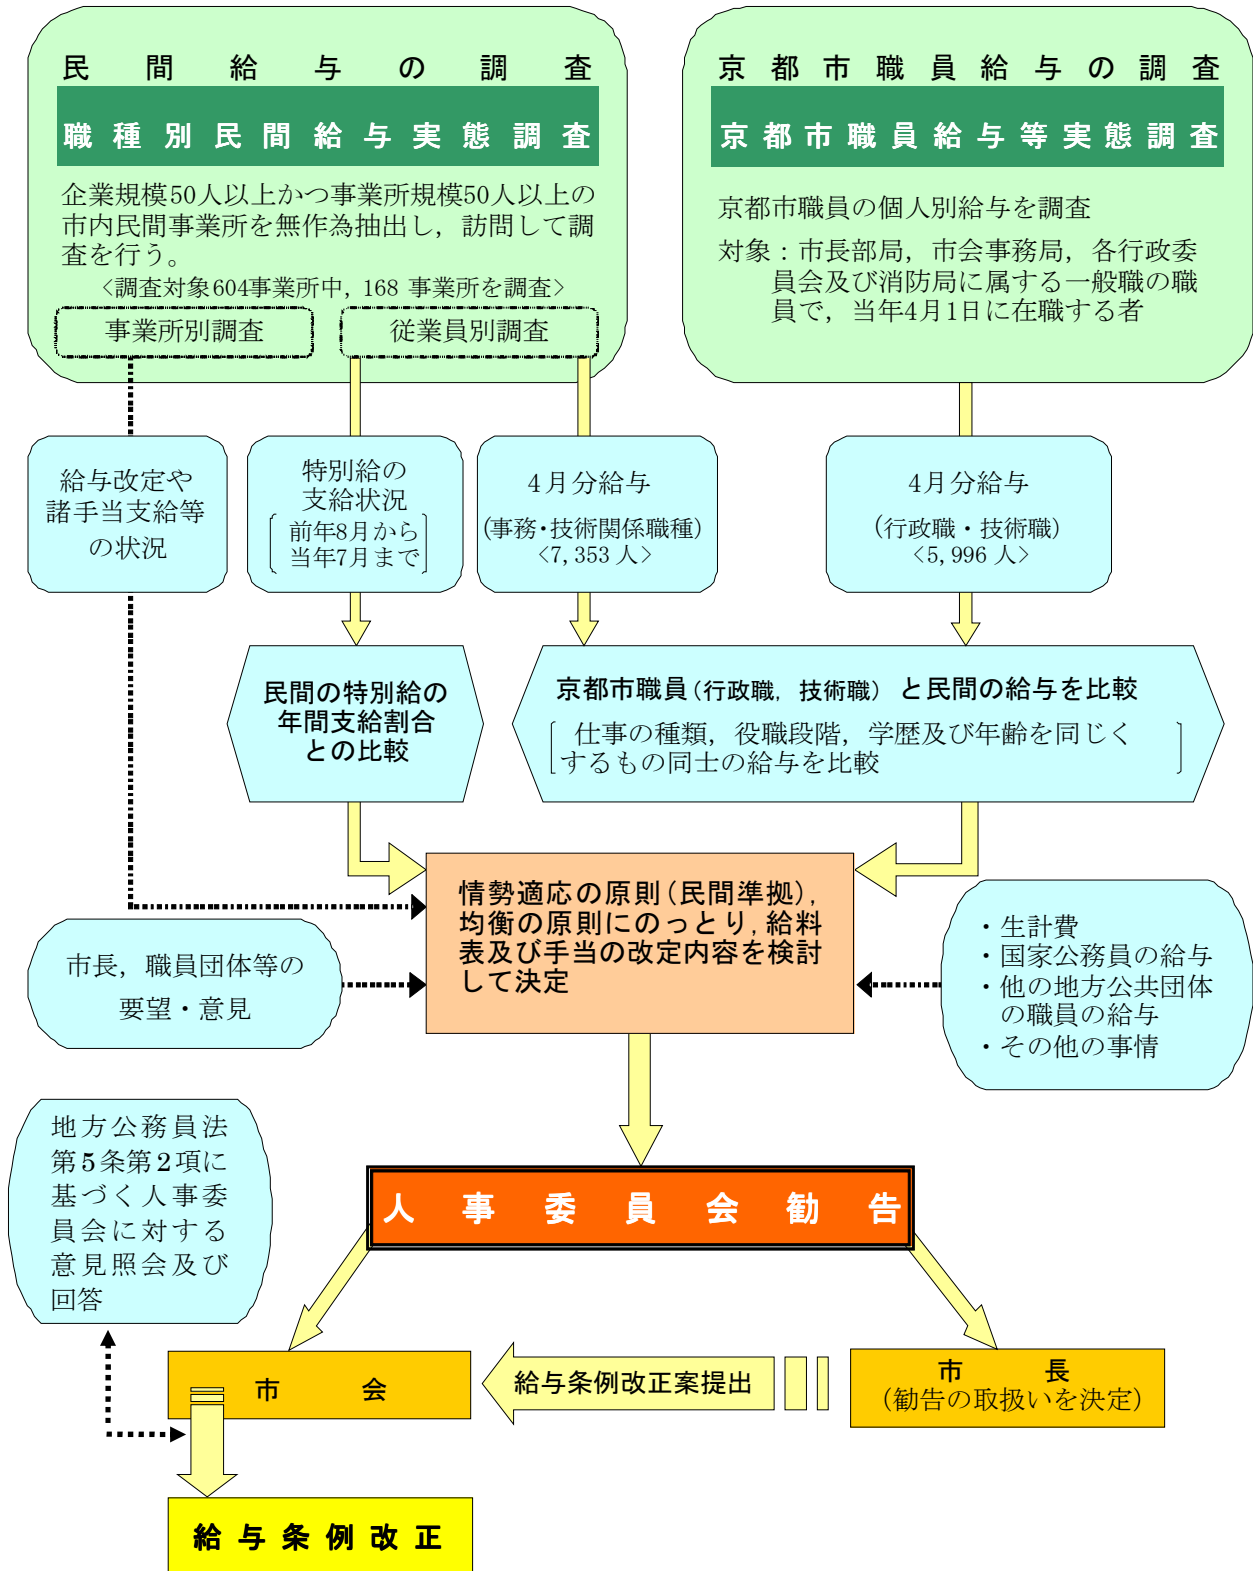 民間給与の調査
職種別民間給与実態調査
企業規模50人以上かつ事業所規模50人以上の
市内民間事業所を無作為抽出し，訪問して調
査を行う。
<調査対象604事業所中，168 事業所を調査>
事業所別調査
従業員別調査
京都市職員給与の調査
京都市職員給与等実態調査
京都市職員の個人別給与を調査
対象：市長部局，市会事務局，各行政委
員会及び消防局に属する一般職の職
員で，当年4月1日に在職する者
給与改定や
諸手当支給等
の状況
特別給の
支給状況
前年8月から
当年7月まで
4月分給与
(事務・技術関係職種)
<7,353 人>
4月分給与
(行政職・技術職)
<5,996 人>
民間の特別給の
年間支給割合
との比較
京都市職員(行政職，技術職) と民間の給与を比較
仕事の種類，役職段階，学歴及び年齢を同じく
するもの同士の給与を比較
情勢適応の原則(民間準拠)，
均衡の原則にのっとり，給料
表及び手当の改定内容を検討
して決定
市長，職員団体等の
要望・意見
・生計費
・国家公務員の給与
・他の地方公共団体
の職員の給与
・その他の事情
地方公務員法
第5条第2項に
基づく人事委
員会に対する
意見照会及び
回答
人事委員会勧告
市会
給与条例改正案提出
市長
(勧告の取扱いを決定)
給与条例改正